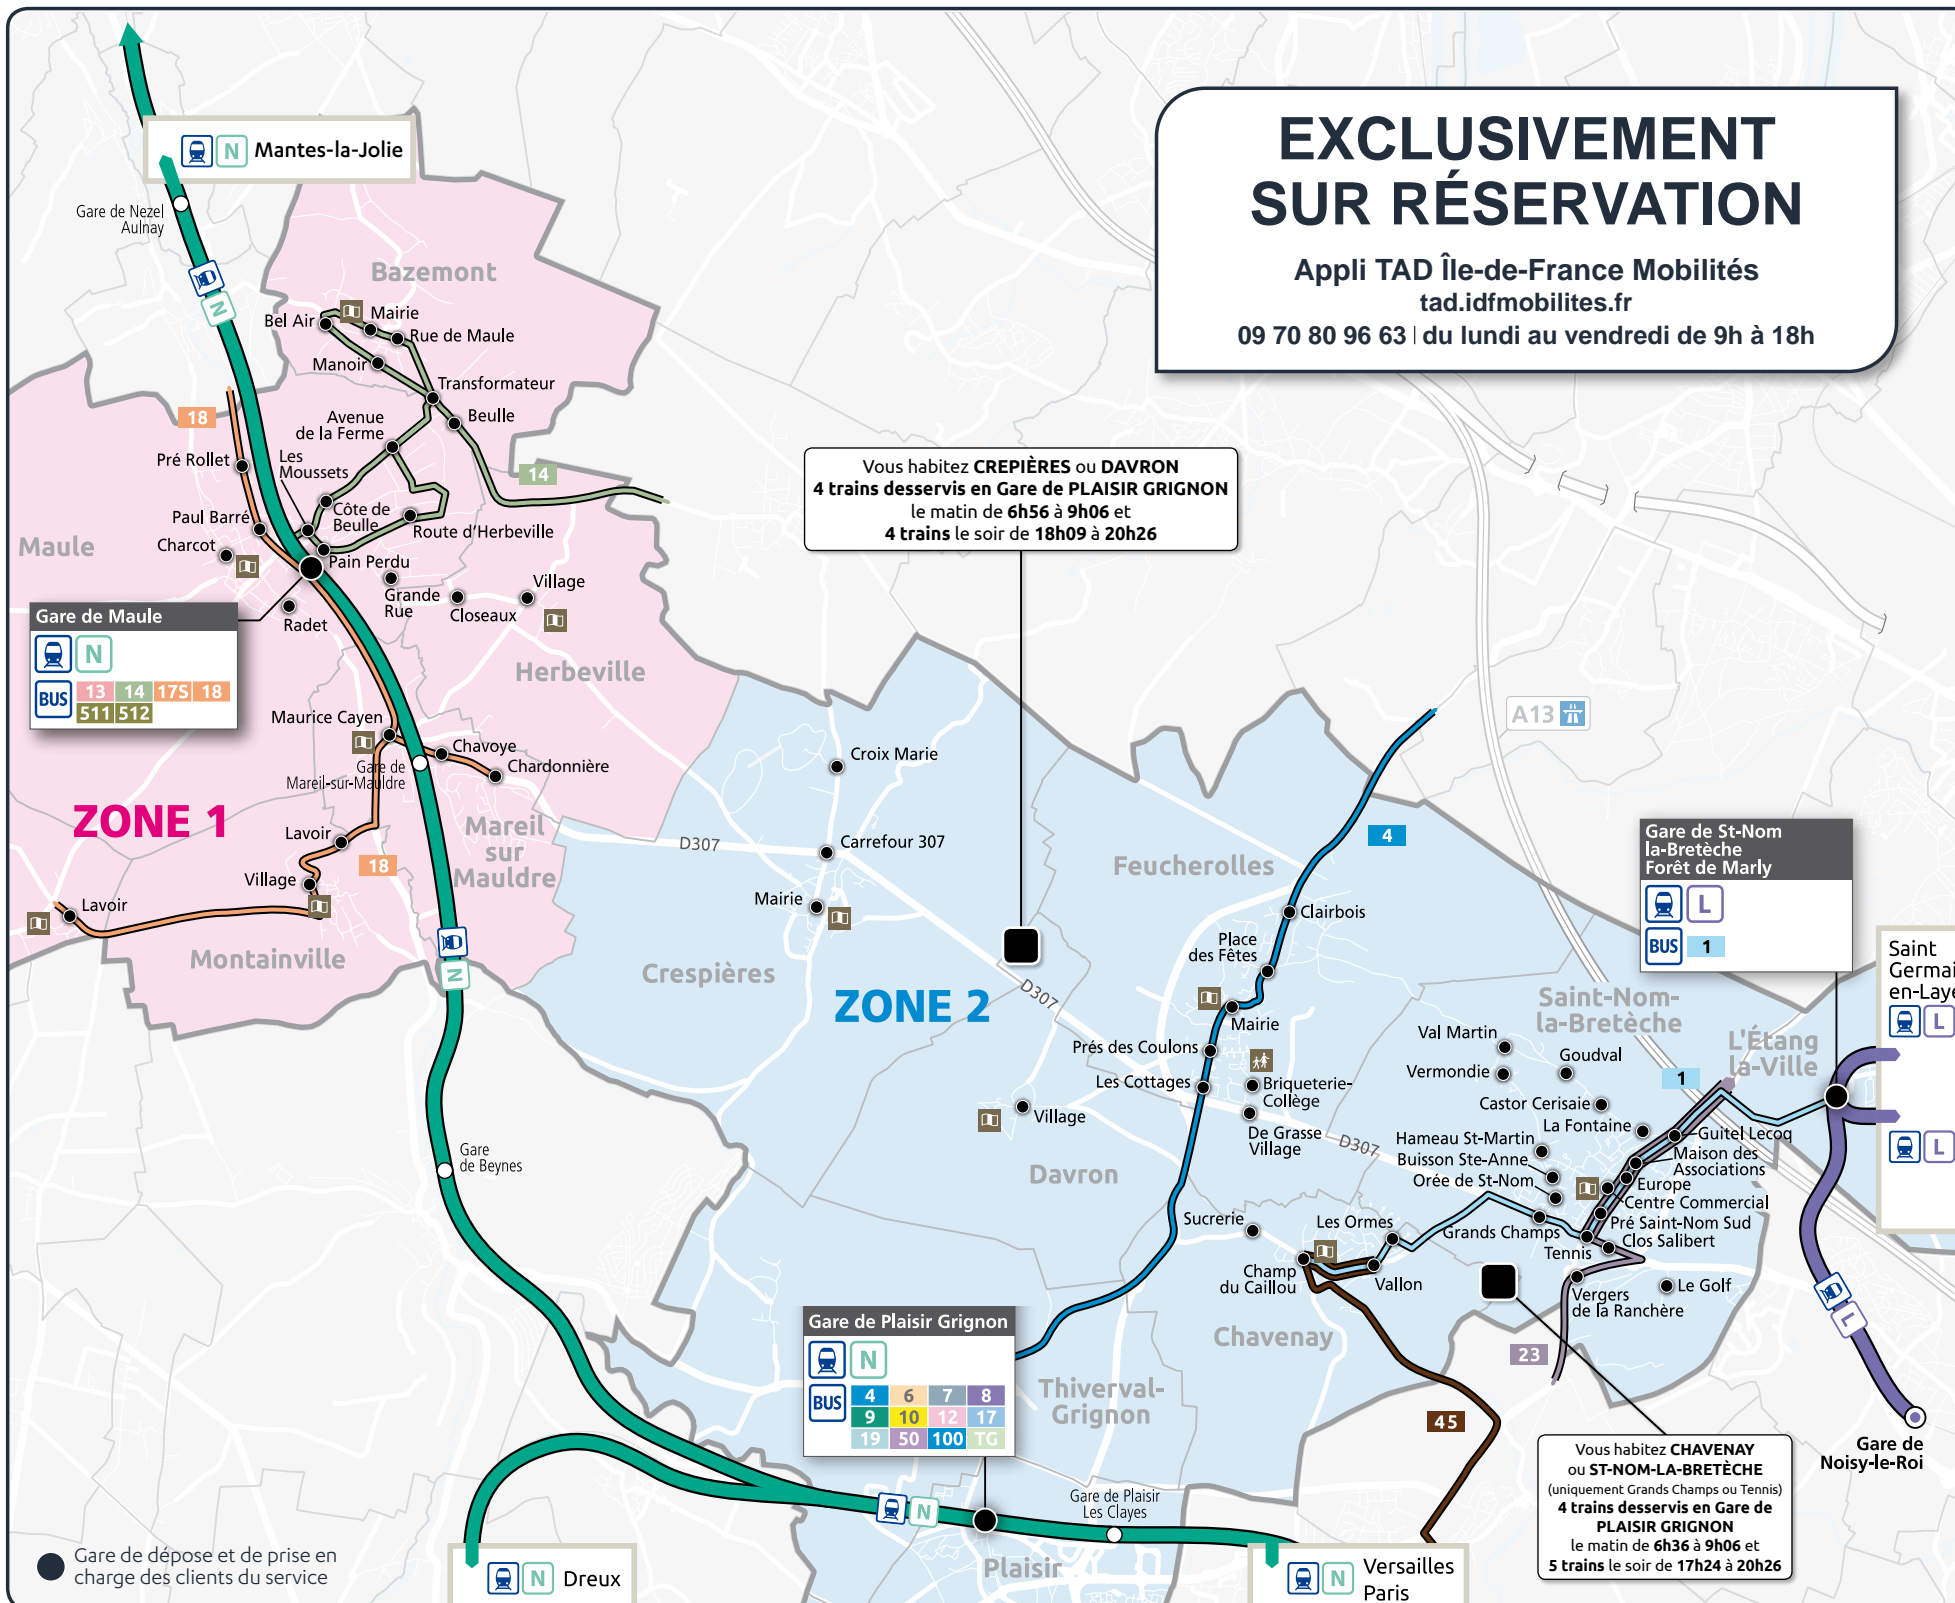 EXCLUSIVEMENT
SUR RÉSERVATION
Appli TAD Île-de-France Mobilités
tad.idfmobilites.fr
09 70 80 96 63 | du lundi au vendredi de 9h à 18h
N Mantes-la-Jolie
Gare de Nezel
Aulnay
N
Bazemont
Bel Air
Mairie
Rue de Maule
Manoir
Transformateur
Beulle
Avenue
de la Ferme
18
Pré Rollet
Les
Moussets
14
Côte de
Beulle
Paul Barré
Route d'Herbeville
Charcot
Maule
Pain Perdu
Grande
Rue
Closeaux
Village
Radet
Herbeville
Gare de Maule
N
BUS 13 14 17S 18
511 512
Maurice Cayen
Chavoye
Chardonnière
Gare de
Mareil-sur-Mauldre
ZONE 1
Mareil
sur
Mauldre
Lavoir
18
Village
Lavoir
Montainville
N
Vous habitez CREPIÈRES ou DAVRON
4 trains desservis en Gare de PLAISIR GRIGNON
le matin de 6h56 à 9h06 et
4 trains le soir de 18h09 à 20h26
Croix Marie
D307
Carrefour 307
Mairie
Crespières
ZONE 2
D307
A13
4
Feucherolles
Clairbois
Place
des Fêtes
Mairie
Prés des Coulons
Les Cottages
Briqueterie-
Collège
De Grasse
Village
D307
Village
Davron
Gare de St-Nom
la-Bretèche
Forêt de Marly
L
BUS 1
Saint
Germai
en-Laye
L
L
Saint-Nom-
la-Bretèche
L'Étang
la-Ville
Val Martin
Goudval
Vermondie
1
Castor Cerisaie
La Fontaine
Guitel Lecoq
Hameau St-Martin
Maison des
Associations
Buisson Ste-Anne
Europe
Orée de St-Nom
Centre Commercial
Pré Saint-Nom Sud
Grands Champs
Clos Salibert
Tennis
Sucrerie
Les Ormes
Champ
du Caillou
Vallon
Le Golf
Vergers
de la Ranchère
Chavenay
23
L
Gare de Beynes
Gare de Plaisir Grignon
N
BUS 4 6 7 8
9 10 12 17
19 50 100 TG
Thiverval-
Grignon
45
Gare de
Noisy-le-Roi
Vous habitez CHAVENAY
ou ST-NOM-LA-BRETÈCHE
(uniquement Grands Champs ou Tennis)
4 trains desservis en Gare de
PLAISIR GRIGNON
le matin de 6h36 à 9h06 et
5 trains le soir de 17h24 à 20h26
N
Gare de Plaisir
Les Clayes
Plaisir
Gare de dépose et de prise en
charge des clients du service
N Dreux
N Versailles
Paris